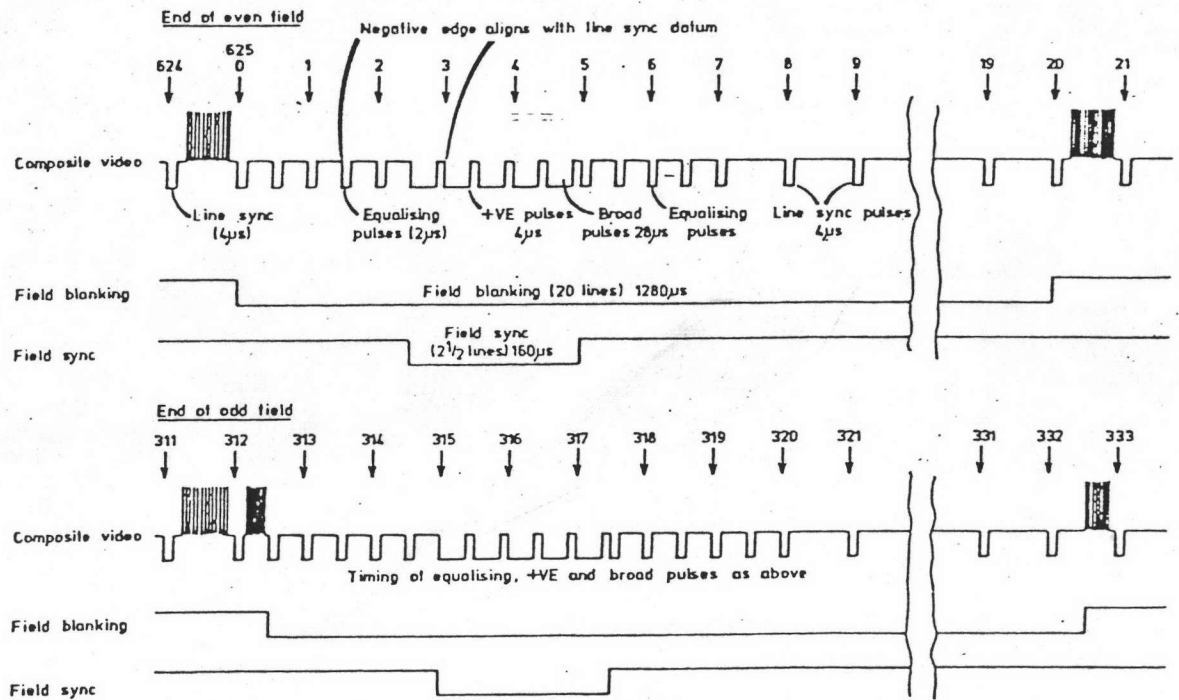 End of even field
Negative edge aligns with line sync datum
625
624 0 1 2 3 4 5 6 7 8 9 19 20 21
Composite video
Line sync
(4µs)
Equalising
pulses (2µs)
+VE pulses
4µs
Broad
pulses 28µs
Equalising
pulses
Line sync pulses
4µs
Field blanking
Field blanking (20 lines) 1280µs
Field sync
Field sync
(2 1/2 lines) 160µs
End of odd field
311 312 313 314 315 316 317 318 319 320 321 331 332 333
Composite video
Timing of equalising, +VE and broad pulses as above
Field blanking
Field sync